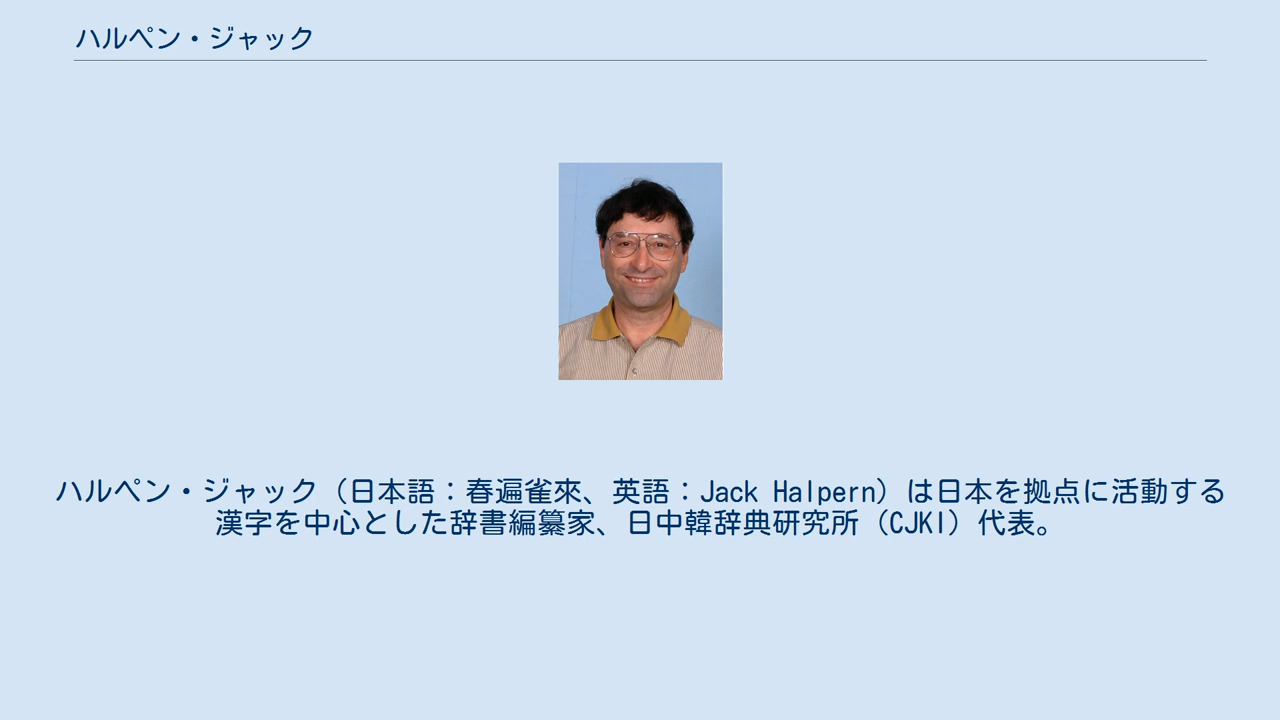 ハルペン・ジャック
ハルペン・ジャック（日本語：春遍雀來、英語：Jack Halpern）は日本を拠点に活動する
漢字を中心とした辞書編纂家、日中韓辞典研究所（CJKI）代表。